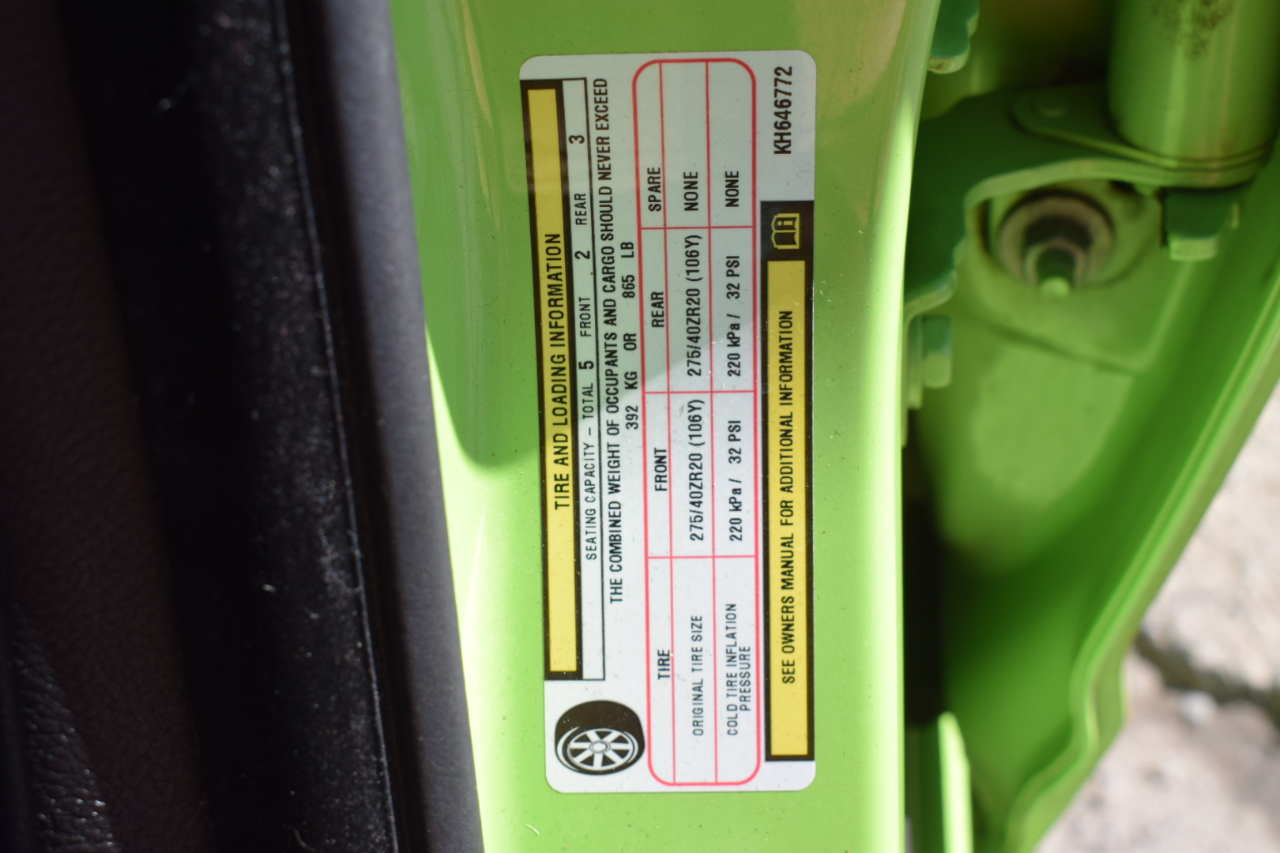 TIRE AND LOADING INFORMATION
SEATING CAPACITY – TOTAL 5 FRONT 2 REAR 3
THE COMBINED WEIGHT OF OCCUPANTS AND CARGO SHOULD NEVER EXCEED
392 KG OR 865 LB
TIRE FRONT REAR SPARE
ORIGINAL TIRE SIZE 275/40ZR20 (106Y) 275/40ZR20 (106Y) NONE
COLD TIRE INFLATION
PRESSURE 220 kPa / 32 PSI 220 kPa / 32 PSI NONE
SEE OWNERS MANUAL FOR ADDITIONAL INFORMATION
KH646772